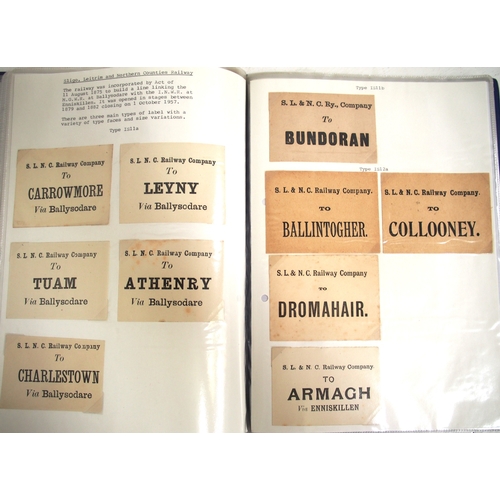 Sligo, Leitrim and Northern Counties Railway
The railway was incorporated by Act of
11 August 1875 to build a line linking the
N.G.W.R. at Ballysodare with the I.N.W.R. at
Enniskillen. It was opened in stages between
1879 and 1882 closing on 1 October 1957.
There are three main types of label with a
variety of type faces and size variations.
S. L. N. C. Railway Company
To
CARROWMORE
Via Ballysodare
S. L. N. C. Railway Company
To
LEYNY
Via Ballysodare
S. L. N. C. Railway Company
To
TUAM
Via Ballysodare
S. L. N. C. Railway Company
To
ATHENRY
Via Ballysodare
S. L. N. C. Railway Company
To
CHARLESTOWN
Via Ballysodare
S. L. & N. C. Ry., Company
To
BUNDORAN
S. L. & N. C. Railway Company.
TO
BALLINTOGHER.
S. L. & N. C. Railway Company.
TO
COLLOONEY.
S. L. & N. C. Railway Company
TO
DROMAHAIR.
S. L. & N. C. Railway Company
TO
ARMAGH
Via ENNISKILLEN